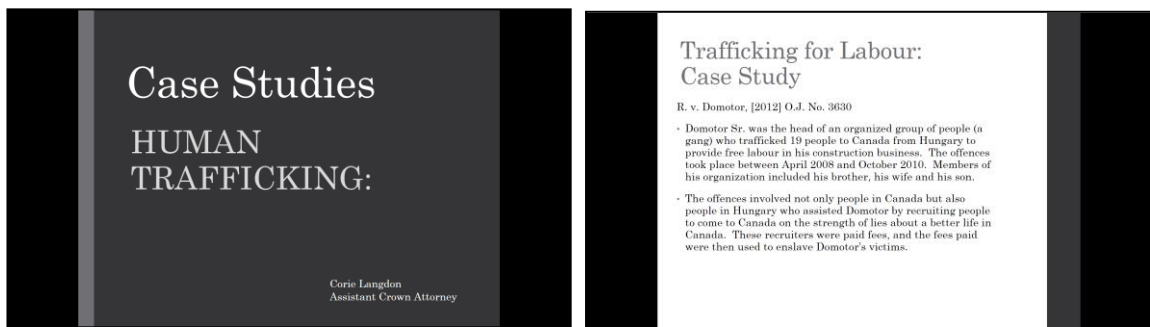 Case Studies
HUMAN
TRAFFICKING:
Corie Langdon
Assistant Crown Attorney
Trafficking for Labour:
Case Study
R. v. Domotor, [2012] O.J. No. 3630
• Domotor Sr. was the head of an organized group of people (a
gang) who trafficked 19 people to Canada from Hungary to
provide free labour in his construction business. The offences
took place between April 2008 and October 2010. Members of
his organization included his brother, his wife and his son.
• The offences involved not only people in Canada but also
people in Hungary who assisted Domotor by recruiting people
to come to Canada on the strength of lies about a better life in
Canada. These recruiters were paid fees, and the fees paid
were then used to enslave Domotor's victims.